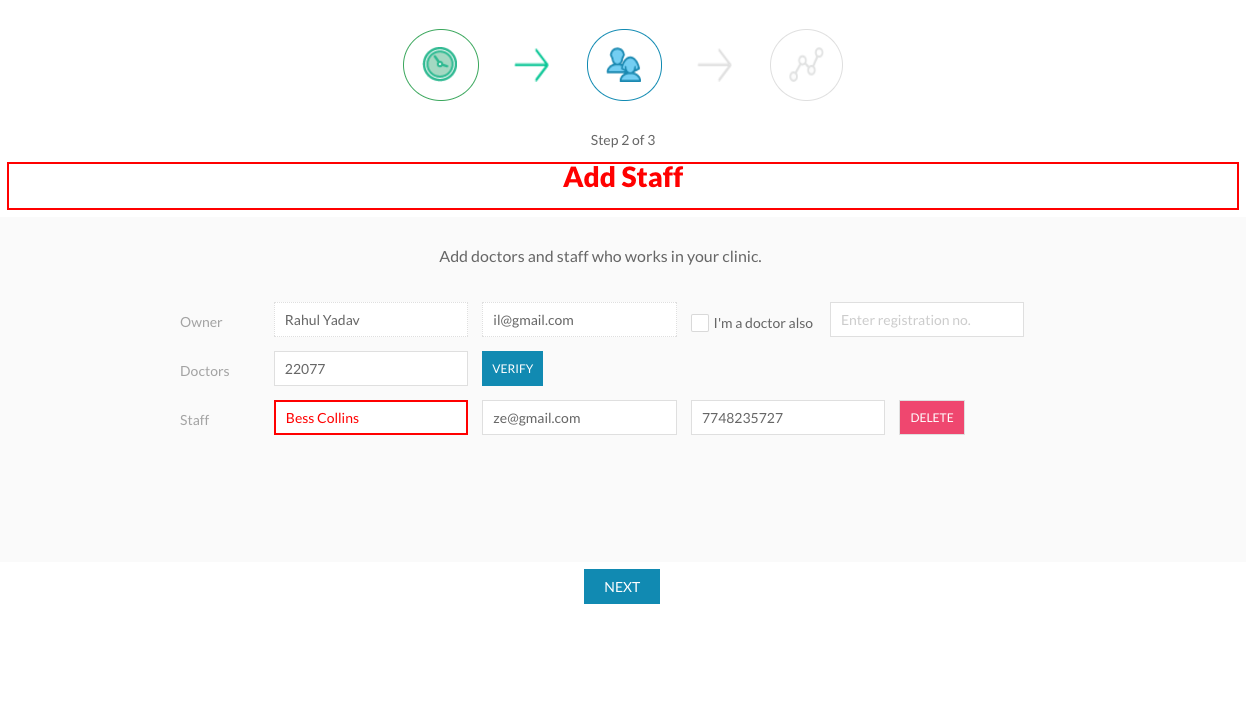 Step 2 of 3
Add Staff
Add doctors and staff who works in your clinic.
Owner Rahul Yadav il@gmail.com I'm a doctor also Enter registration no.
Doctors 22077 VERIFY
Staff Bess Collins ze@gmail.com 7748235727 DELETE
NEXT